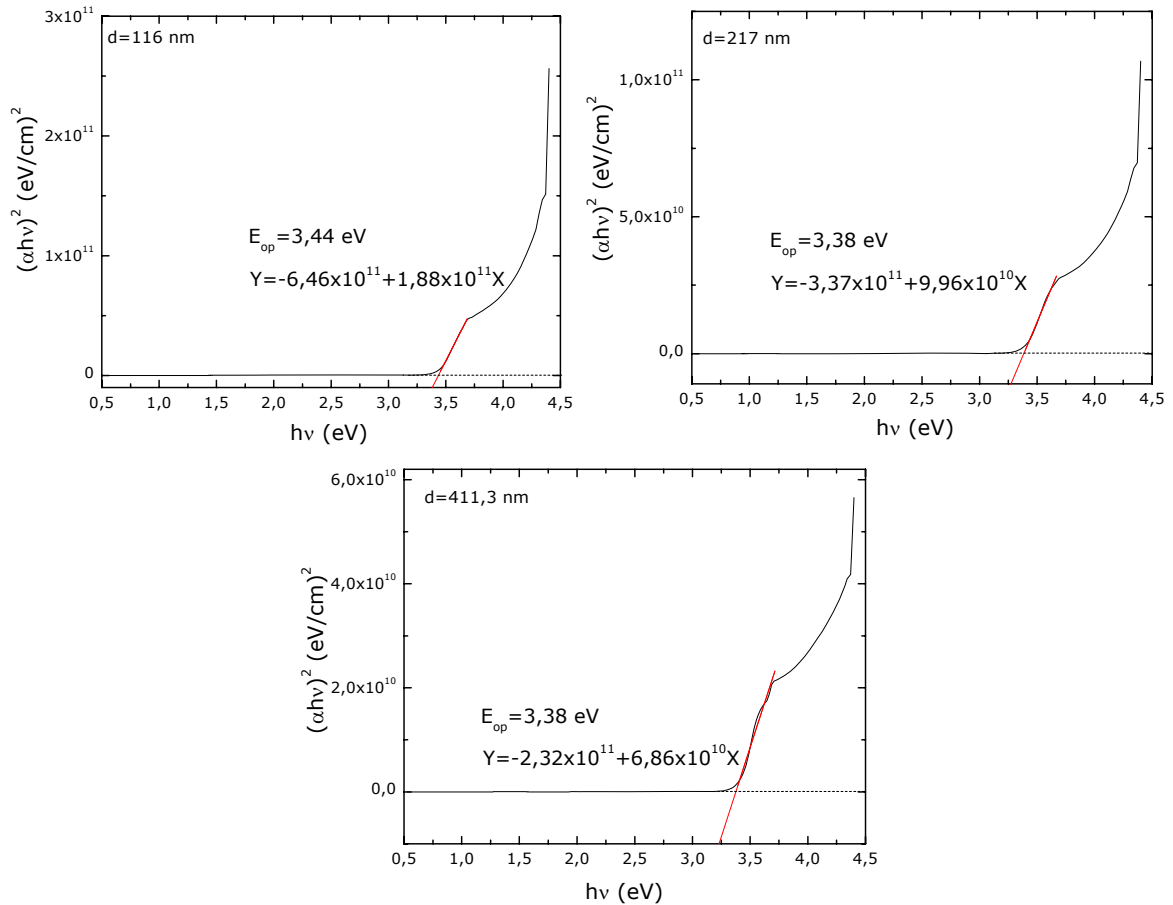 d=116 nm
3x10^11
2x10^11
1x10^11
0
(αhν)^2 (eV/cm)^2
E_op=3,44 eV
Y=-6,46x10^11+1,88x10^11X
0,5 1,0 1,5 2,0 2,5 3,0 3,5 4,0 4,5
hν (eV)
d=217 nm
1,0x10^11
5,0x10^10
0,0
(αhν)^2 (eV/cm)^2
E_op=3,38 eV
Y=-3,37x10^11+9,96x10^10X
0,5 1,0 1,5 2,0 2,5 3,0 3,5 4,0 4,5
hν (eV)
d=411,3 nm
6,0x10^10
4,0x10^10
2,0x10^10
0,0
(αhν)^2 (eV/cm)^2
E_op=3,38 eV
Y=-2,32x10^11+6,86x10^10X
0,5 1,0 1,5 2,0 2,5 3,0 3,5 4,0 4,5
hν (eV)